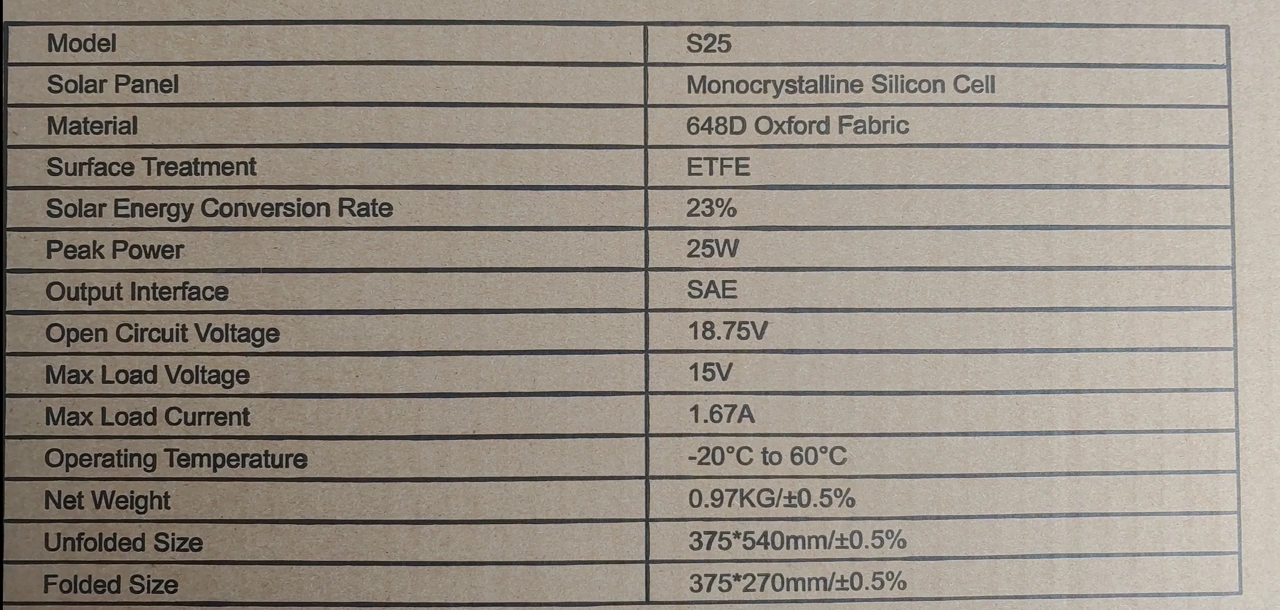 Model S25
Solar Panel Monocrystalline Silicon Cell
Material 648D Oxford Fabric
Surface Treatment ETFE
Solar Energy Conversion Rate 23%
Peak Power 25W
Output Interface SAE
Open Circuit Voltage 18.75V
Max Load Voltage 15V
Max Load Current 1.67A
Operating Temperature -20°C to 60°C
Net Weight 0.97KG/±0.5%
Unfolded Size 375*540mm/±0.5%
Folded Size 375*270mm/±0.5%